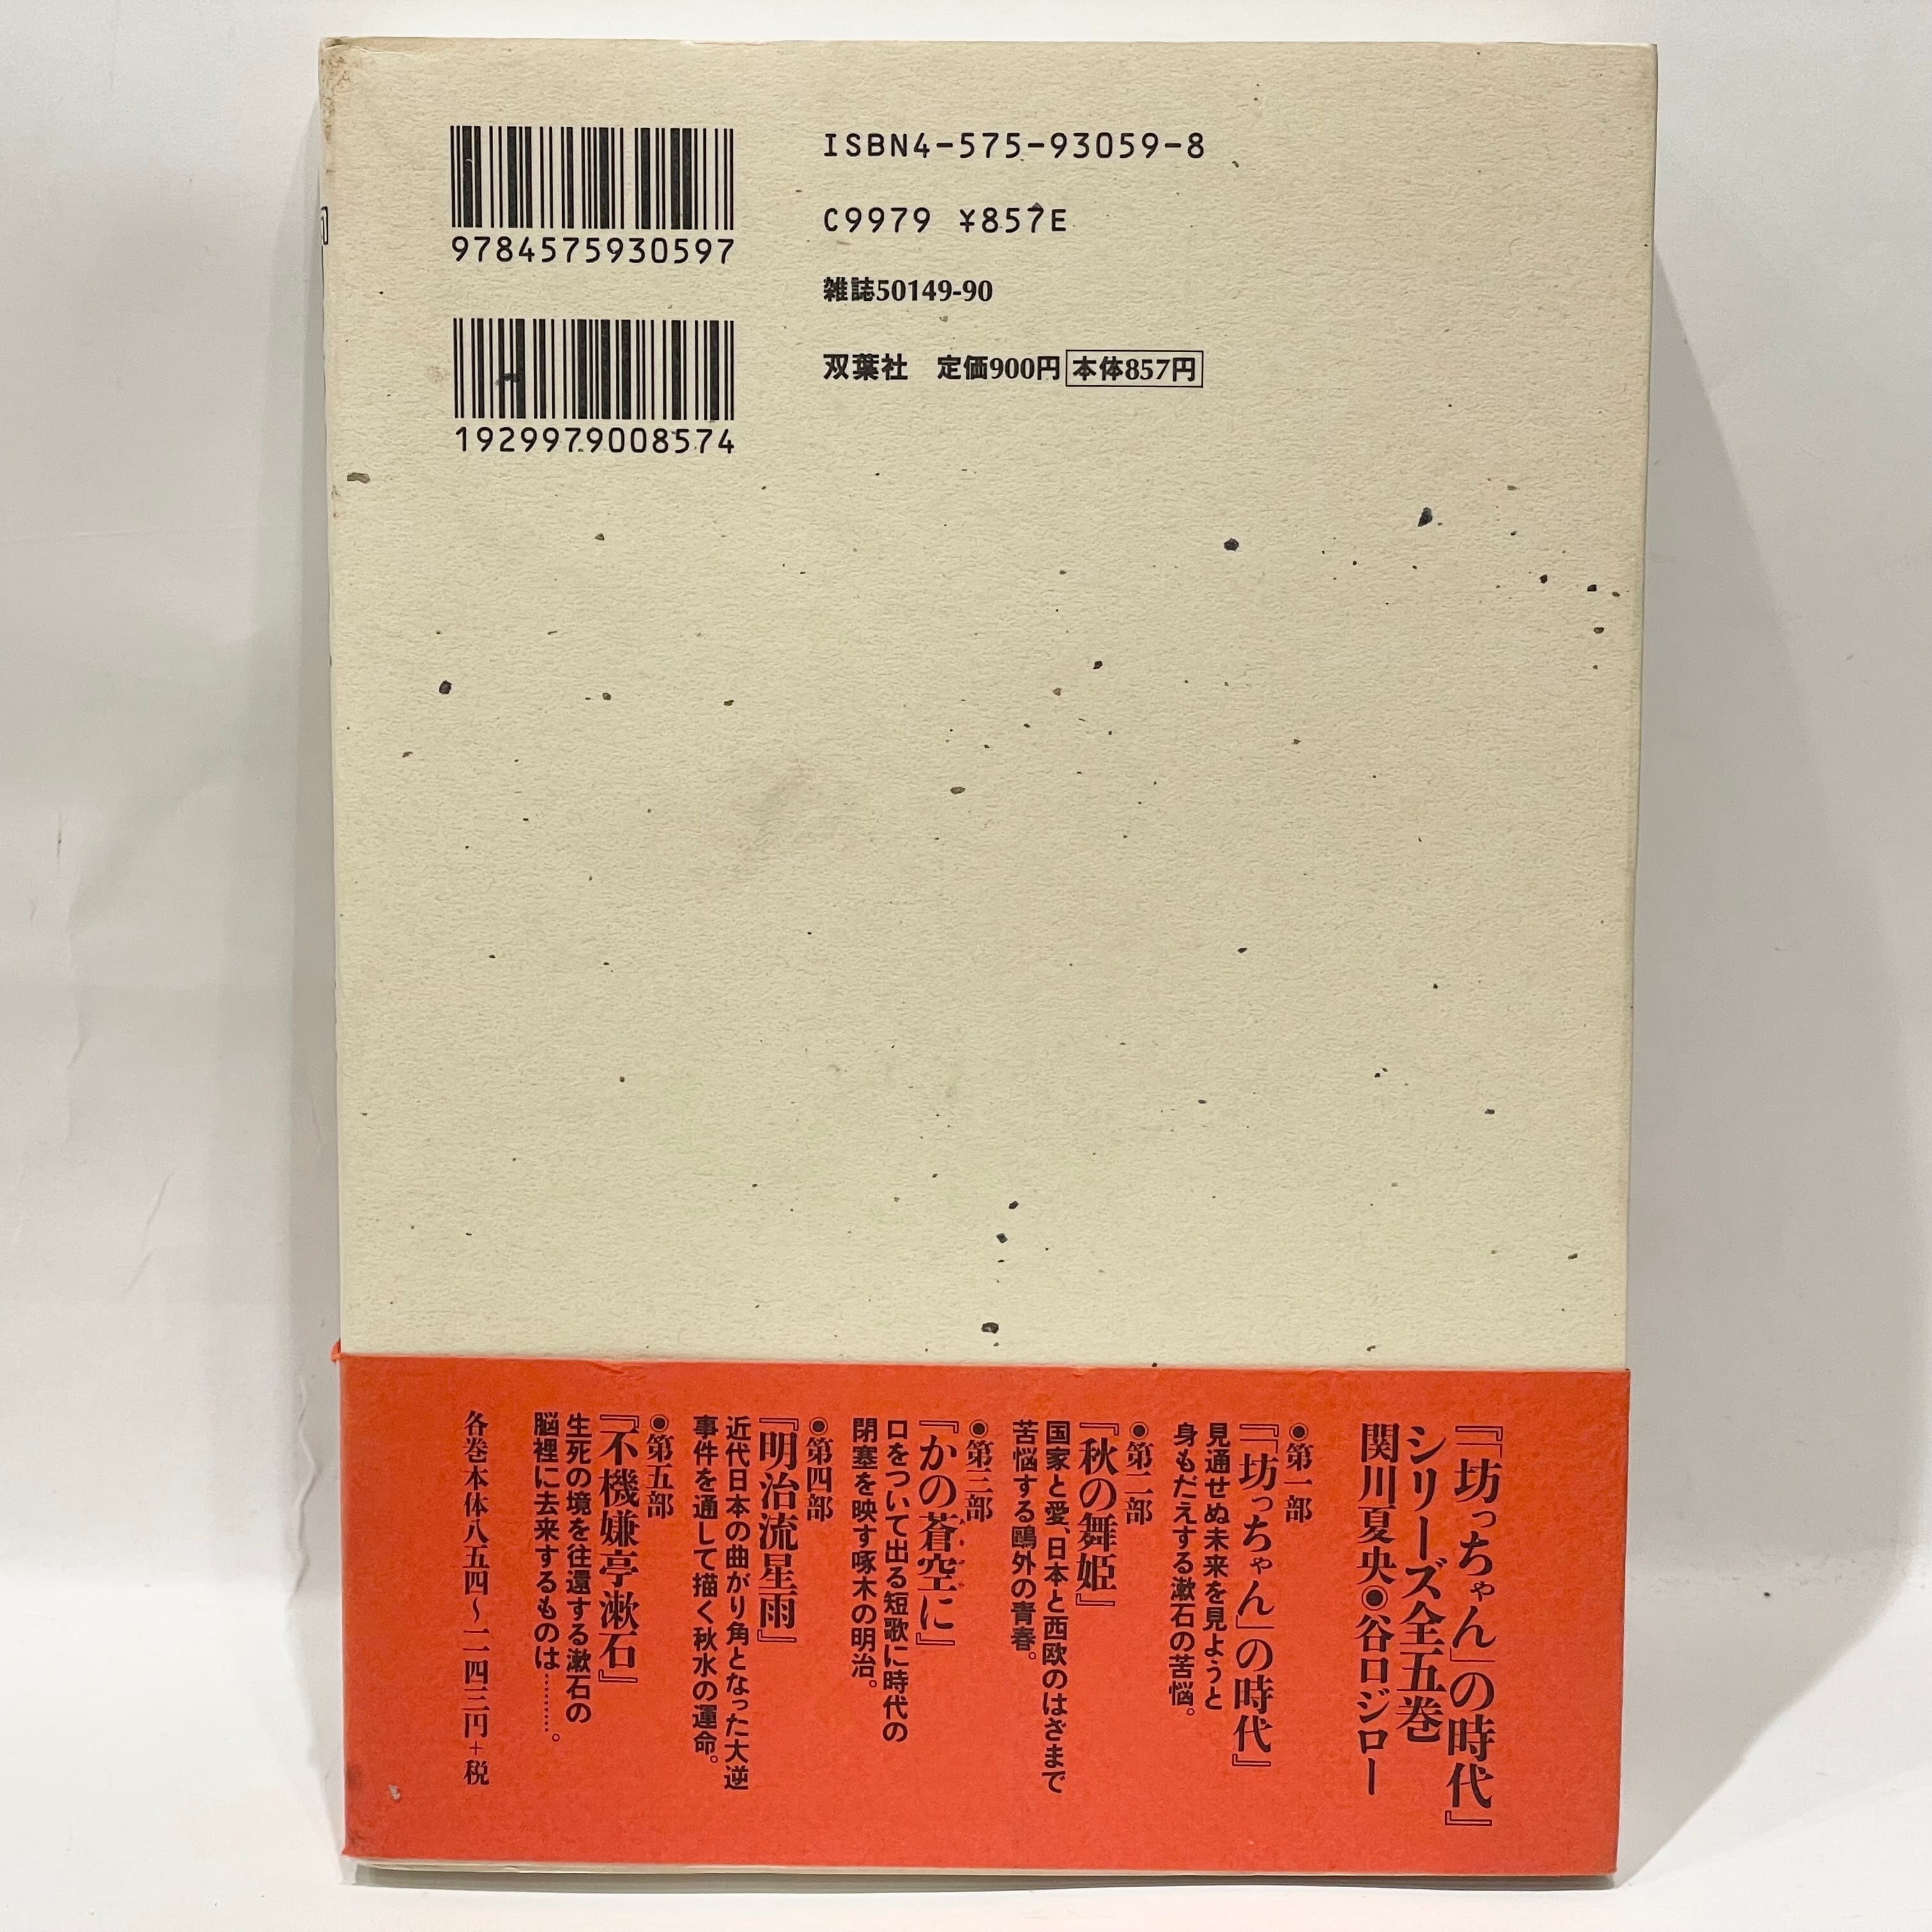 9784575930597
1929979008574
ISBN4-575-93059-8
C9979 ¥857E
雑誌50149-90
双葉社 定価900円 本体857円
『「坊っちゃん」の時代』
シリーズ全五巻
関川夏央◉谷口ジロー
◉第一部
『「坊っちゃん」の時代』
見通せぬ未来を見ようと
身もだえする漱石の苦悩。
◉第二部
『秋の舞姫』
国家と愛、日本と西欧のはざまで
苦悩する鷗外の青春。
◉第三部
『かの蒼空に』
口をついて出る短歌に時代の
閉塞を映す啄木の明治。
◉第四部
『明治流星雨』
近代日本の曲がり角となった大逆
事件を通して描く秋水の運命。
◉第五部
『不機嫌亭漱石』
生死の境を往還する漱石の
脳裡に去来するものは………。
各巻本体八五四〜一一四三円+税